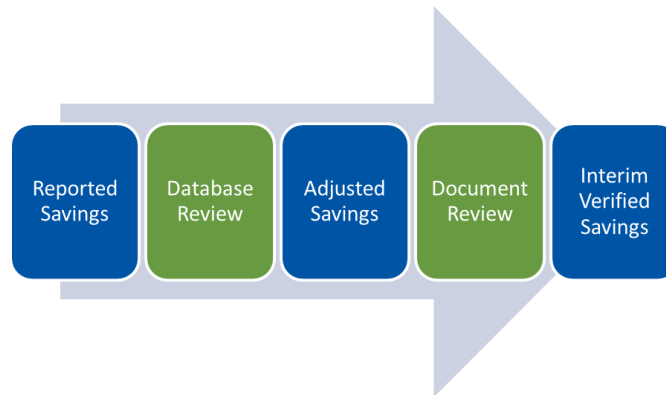 Reported
Savings
Database
Review
Adjusted
Savings
Document
Review
Interim
Verified
Savings